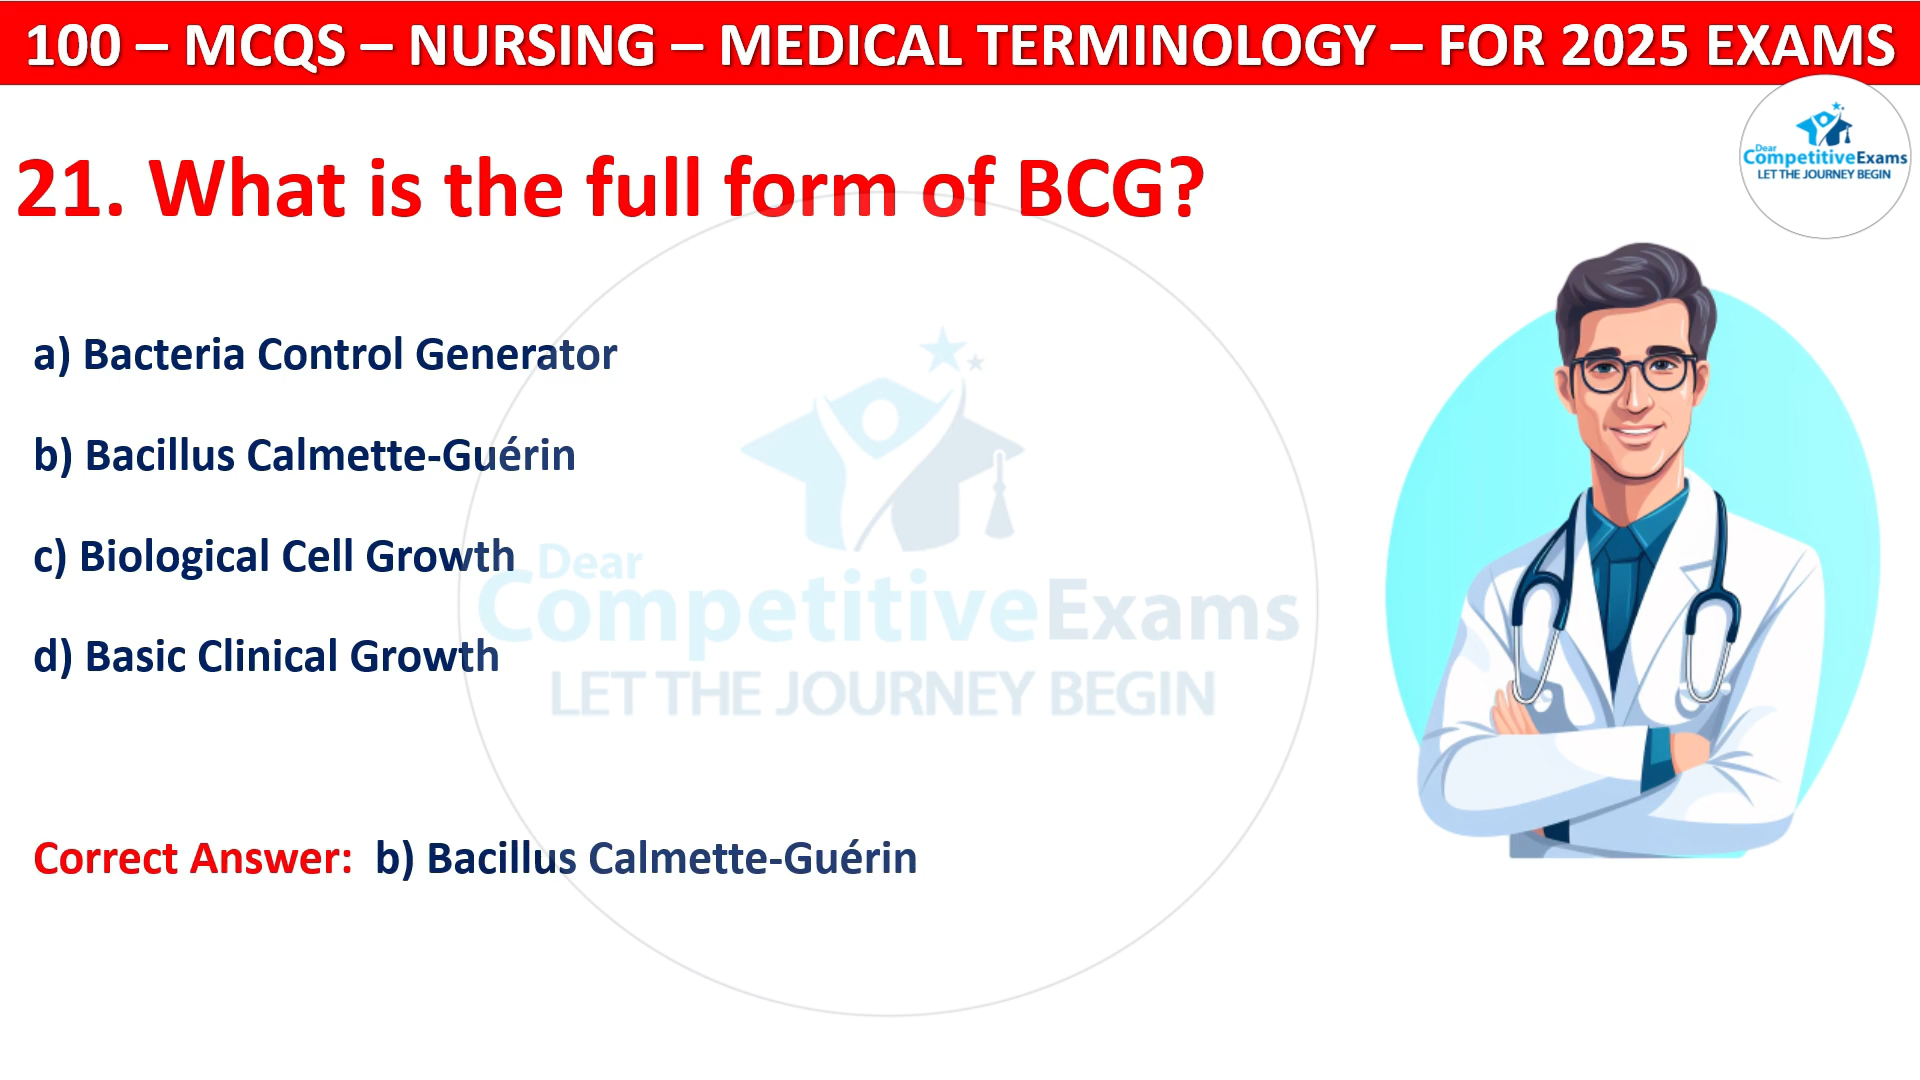 100 – MCQS – NURSING – MEDICAL TERMINOLOGY – FOR 2025 EXAMS
Dear
CompetitiveExams
LET THE JOURNEY BEGIN
21. What is the full form of BCG?
a) Bacteria Control Generator
b) Bacillus Calmette-Guérin
c) Biological Cell Growth
d) Basic Clinical Growth
Dear
CompetitiveExams
LET THE JOURNEY BEGIN
Correct Answer: b) Bacillus Calmette-Guérin